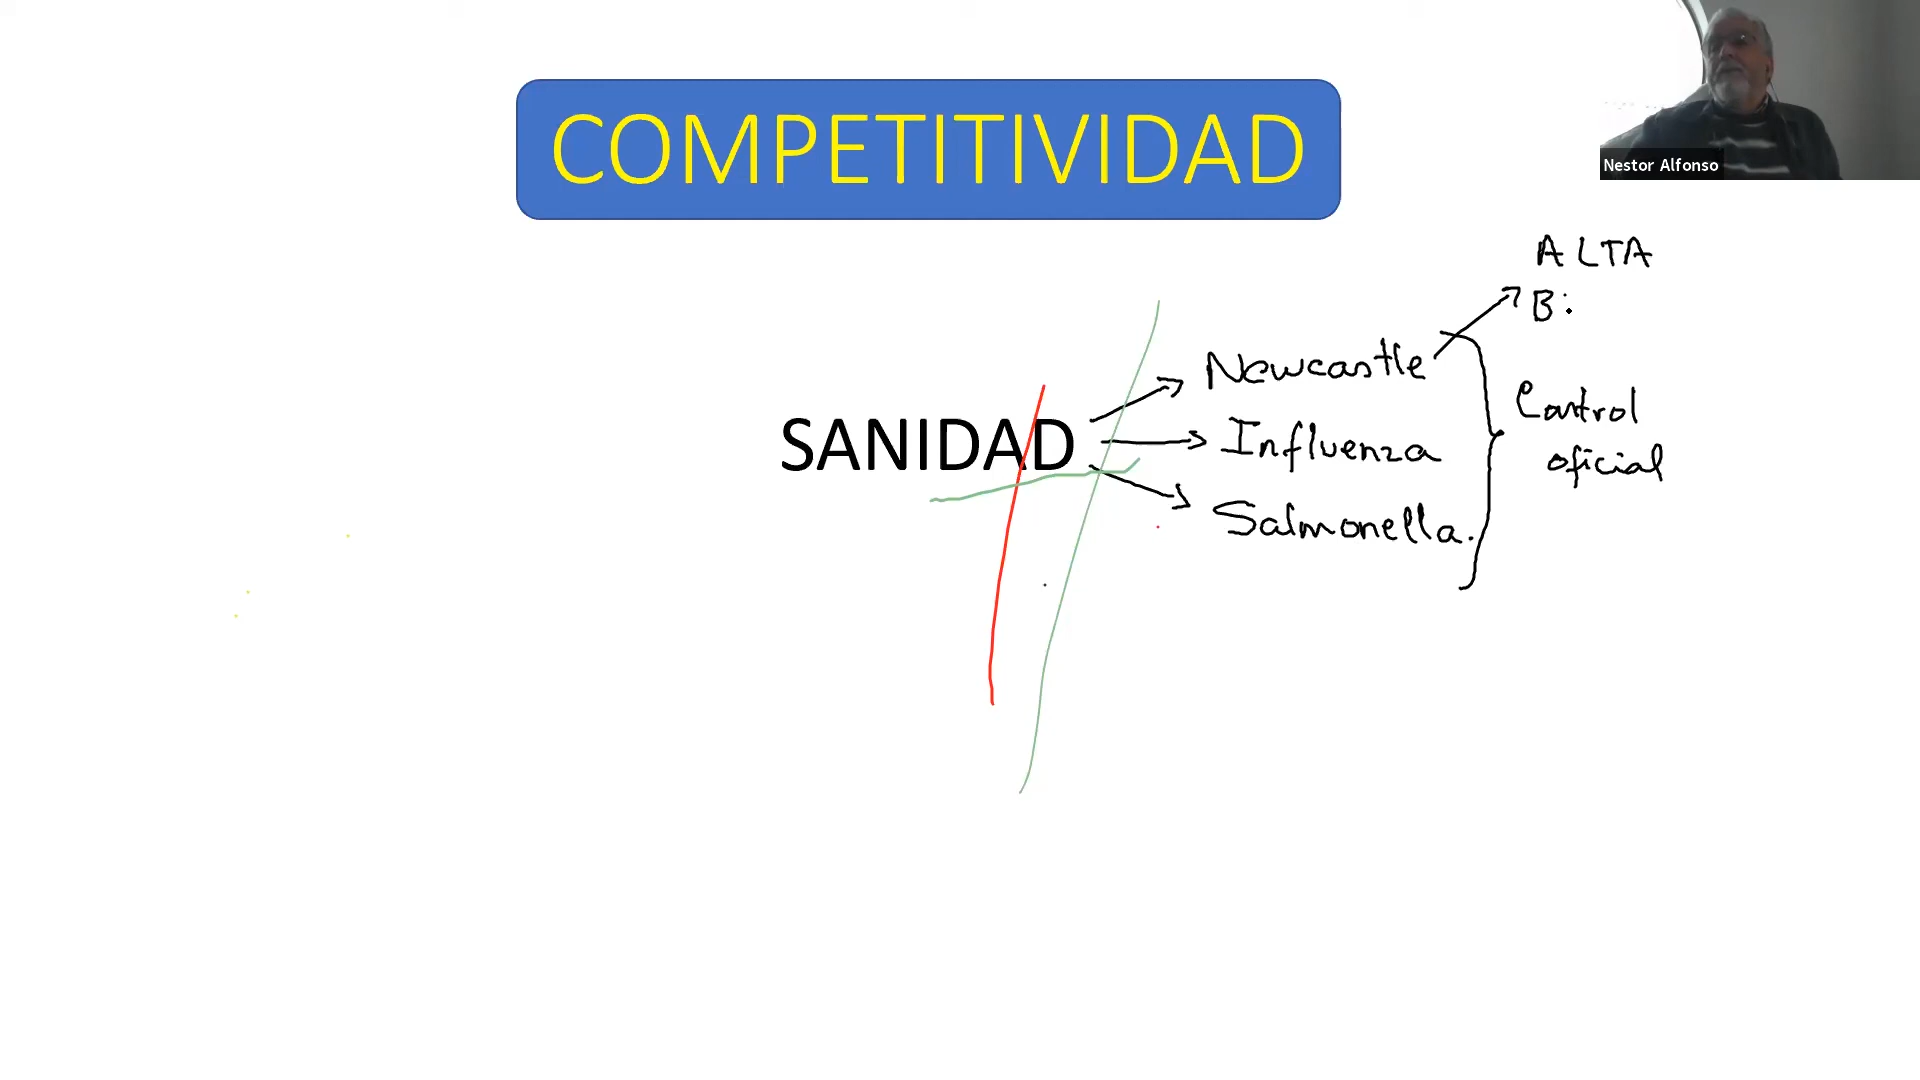 COMPETITIVIDAD
Nestor Alfonso
ALTA
B
Newcastle
SANIDAD
Influenza
Salmonella.
Control
oficial